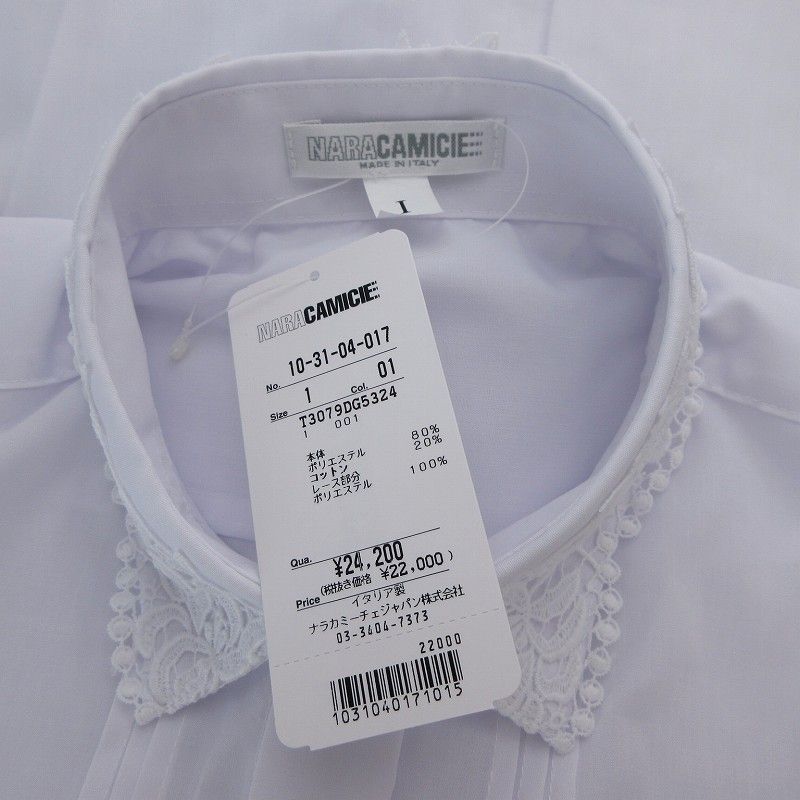 NARACAMICIE
MADE IN ITALY
I
NARACAMICIE
No. 10-31-04-017
Size 1 Col. 01
T3079DG5324
1 001
本体
ポリエステル 80%
コットン 20%
レース部分
ポリエステル 100%
Qua. ¥24,200
(税抜き価格 ¥22,000)
Price イタリア製
ナラカミーチェジャパン株式会社
03-3404-7373
22000
1031040171015